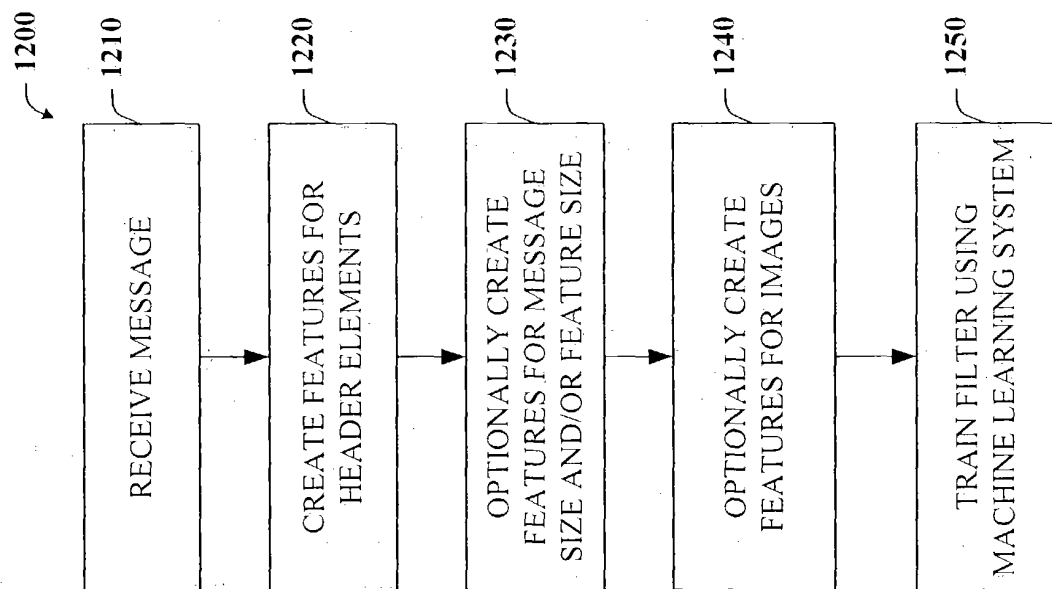 1200
1210
RECEIVE MESSAGE
1220
CREATE FEATURES FOR
HEADER ELEMENTS
1230
OPTIONALLY CREATE
FEATURES FOR MESSAGE
SIZE AND/OR FEATURE SIZE
1240
OPTIONALLY CREATE
FEATURES FOR IMAGES
1250
TRAIN FILTER USING
MACHINE LEARNING SYSTEM